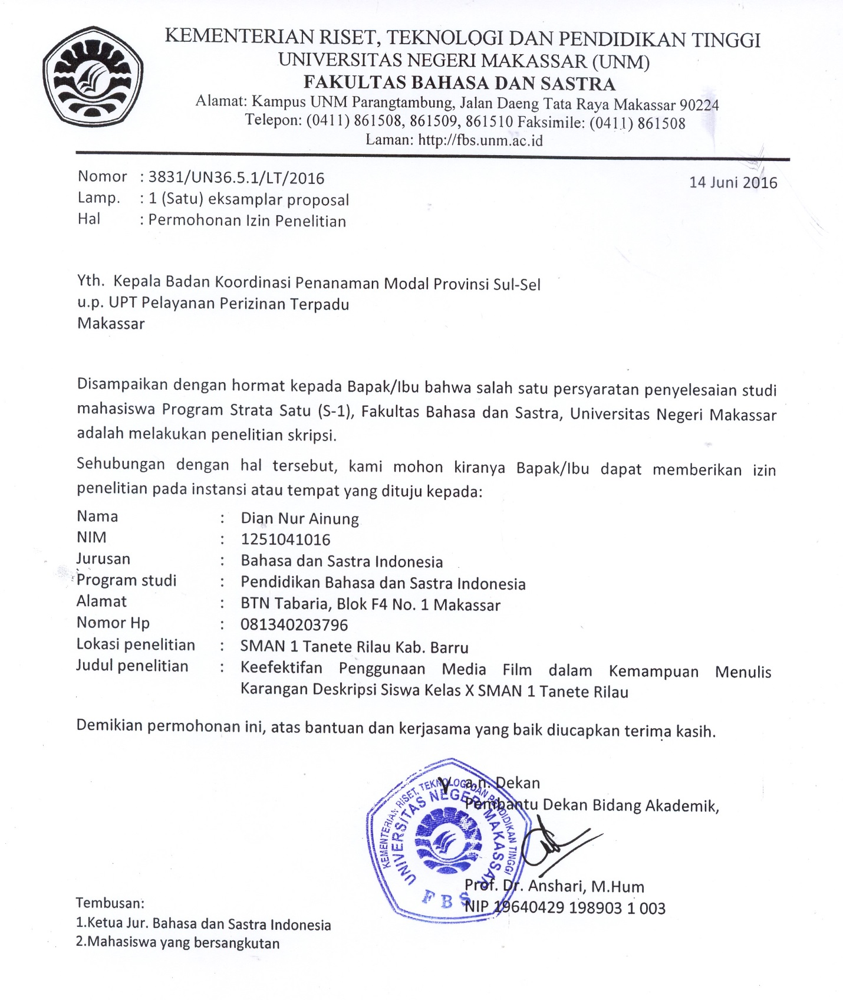 KEMENTERIAN RISET, TEKNOLOGI DAN PENDIDIKAN TINGGI
UNIVERSITAS NEGERI MAKASSAR (UNM)
FAKULTAS BAHASA DAN SASTRA
Alamat: Kampus UNM Parangtambung, Jalan Daeng Tata Raya Makassar 90224
Telepon: (0411) 861508, 861509, 861510 Faksimile: (0411) 861508
Laman: http://fbs.unm.ac.id
Nomor : 3831/UN36.5.1/LT/2016
14 Juni 2016
Lamp. : 1 (Satu) eksamplar proposal
Hal : Permohonan Izin Penelitian
Yth. Kepala Badan Koordinasi Penanaman Modal Provinsi Sul-Sel
u.p. UPT Pelayanan Perizinan Terpadu
Makassar
Disampaikan dengan hormat kepada Bapak/Ibu bahwa salah satu persyaratan penyelesaian studi
mahasiswa Program Strata Satu (S-1), Fakultas Bahasa dan Sastra, Universitas Negeri Makassar
adalah melakukan penelitian skripsi.
Sehubungan dengan hal tersebut, kami mohon kiranya Bapak/Ibu dapat memberikan izin
penelitian pada instansi atau tempat yang dituju kepada:
Nama : Dian Nur Ainung
NIM : 1251041016
Jurusan : Bahasa dan Sastra Indonesia
Program studi : Pendidikan Bahasa dan Sastra Indonesia
Alamat : BTN Tabaria, Blok F4 No. 1 Makassar
Nomor Hp : 081340203796
Lokasi penelitian : SMAN 1 Tanete Rilau Kab. Barru
Judul penelitian : Keefektifan Penggunaan Media Film dalam Kemampuan Menulis
Karangan Deskripsi Siswa Kelas X SMAN 1 Tanete Rilau
Demikian permohonan ini, atas bantuan dan kerjasama yang baik diucapkan terima kasih.
a.n. Dekan
Pembantu Dekan Bidang Akademik,
KEMENTERIAN RISET, TEKNOLOGI DAN PENDIDIKAN TINGGI
UNIVERSITAS NEGERI MAKASSAR
FBS
Prof. Dr. Anshari, M.Hum
NIP 19640429 198903 1 003
Tembusan:
1.Ketua Jur. Bahasa dan Sastra Indonesia
2.Mahasiswa yang bersangkutan